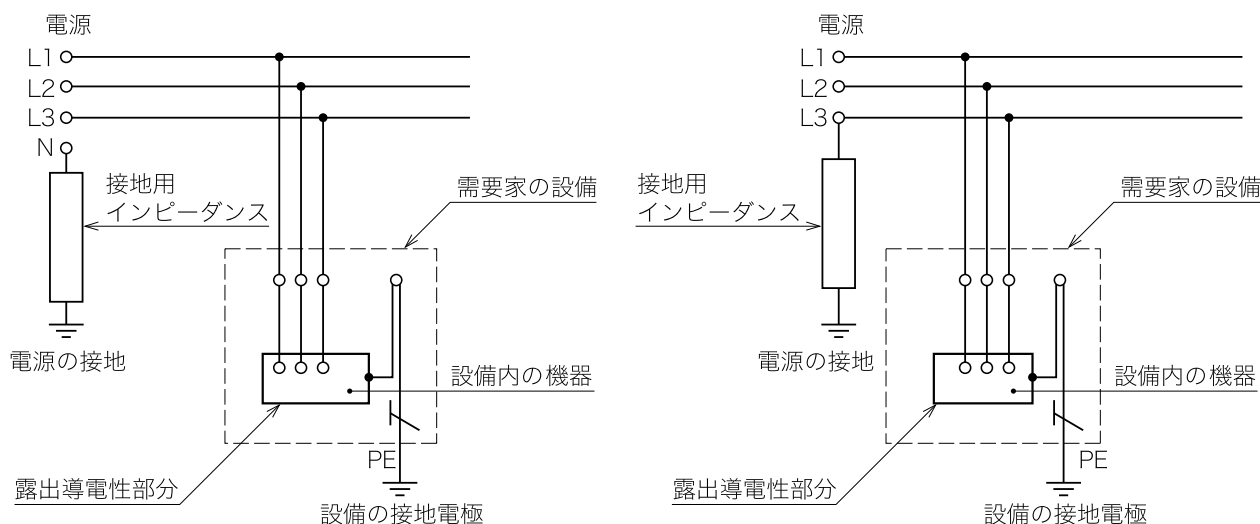 電源
L1
L2
L3
N
接地用
インピーダンス
需要家の設備
電源の接地
設備内の機器
PE
露出導電性部分
設備の接地電極
電源
L1
L2
L3
接地用
インピーダンス
需要家の設備
電源の接地
設備内の機器
PE
露出導電性部分
設備の接地電極